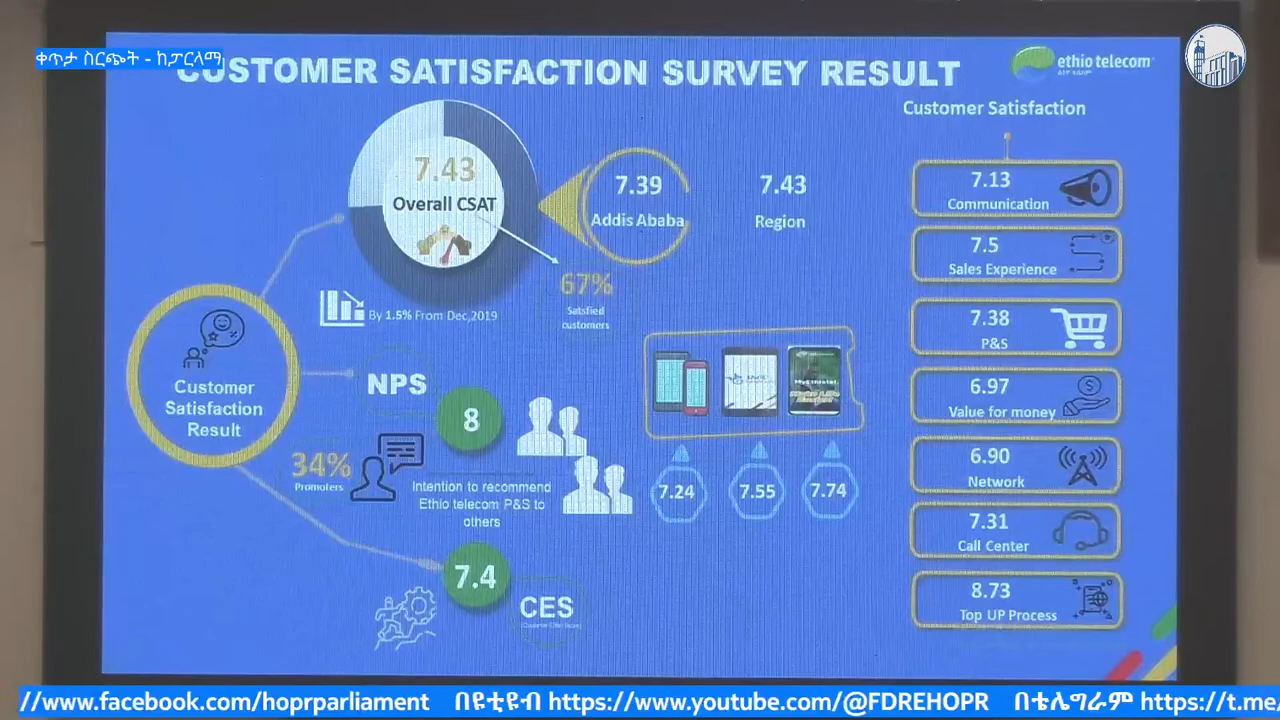 ቀጥታ ስርጭት - ከፓርላማ
CUSTOMER SATISFACTION SURVEY RESULT
ethio telecom
ኢትዮ ቴሌኮም
Customer Satisfaction
7.43
Overall CSAT
7.39
Addis Ababa
7.43
Region
67%
Satsfied
customers
By 1.5% From Dec,2019
Customer
Satisfaction
Result
NPS
8
34%
Promoters
Intention to recommend
Ethio telecom P&S to
others
7.24
7.55
7.74
7.4
CES
7.13
Communication
7.5
Sales Experience
7.38
P&S
6.97
Value for money
6.90
Network
7.31
Call Center
8.73
Top UP Process
//www.facebook.com/hoprparliament በዩቲዩብ https://www.youtube.com/@FDREHOPR በቴሌግራም https://t.me/